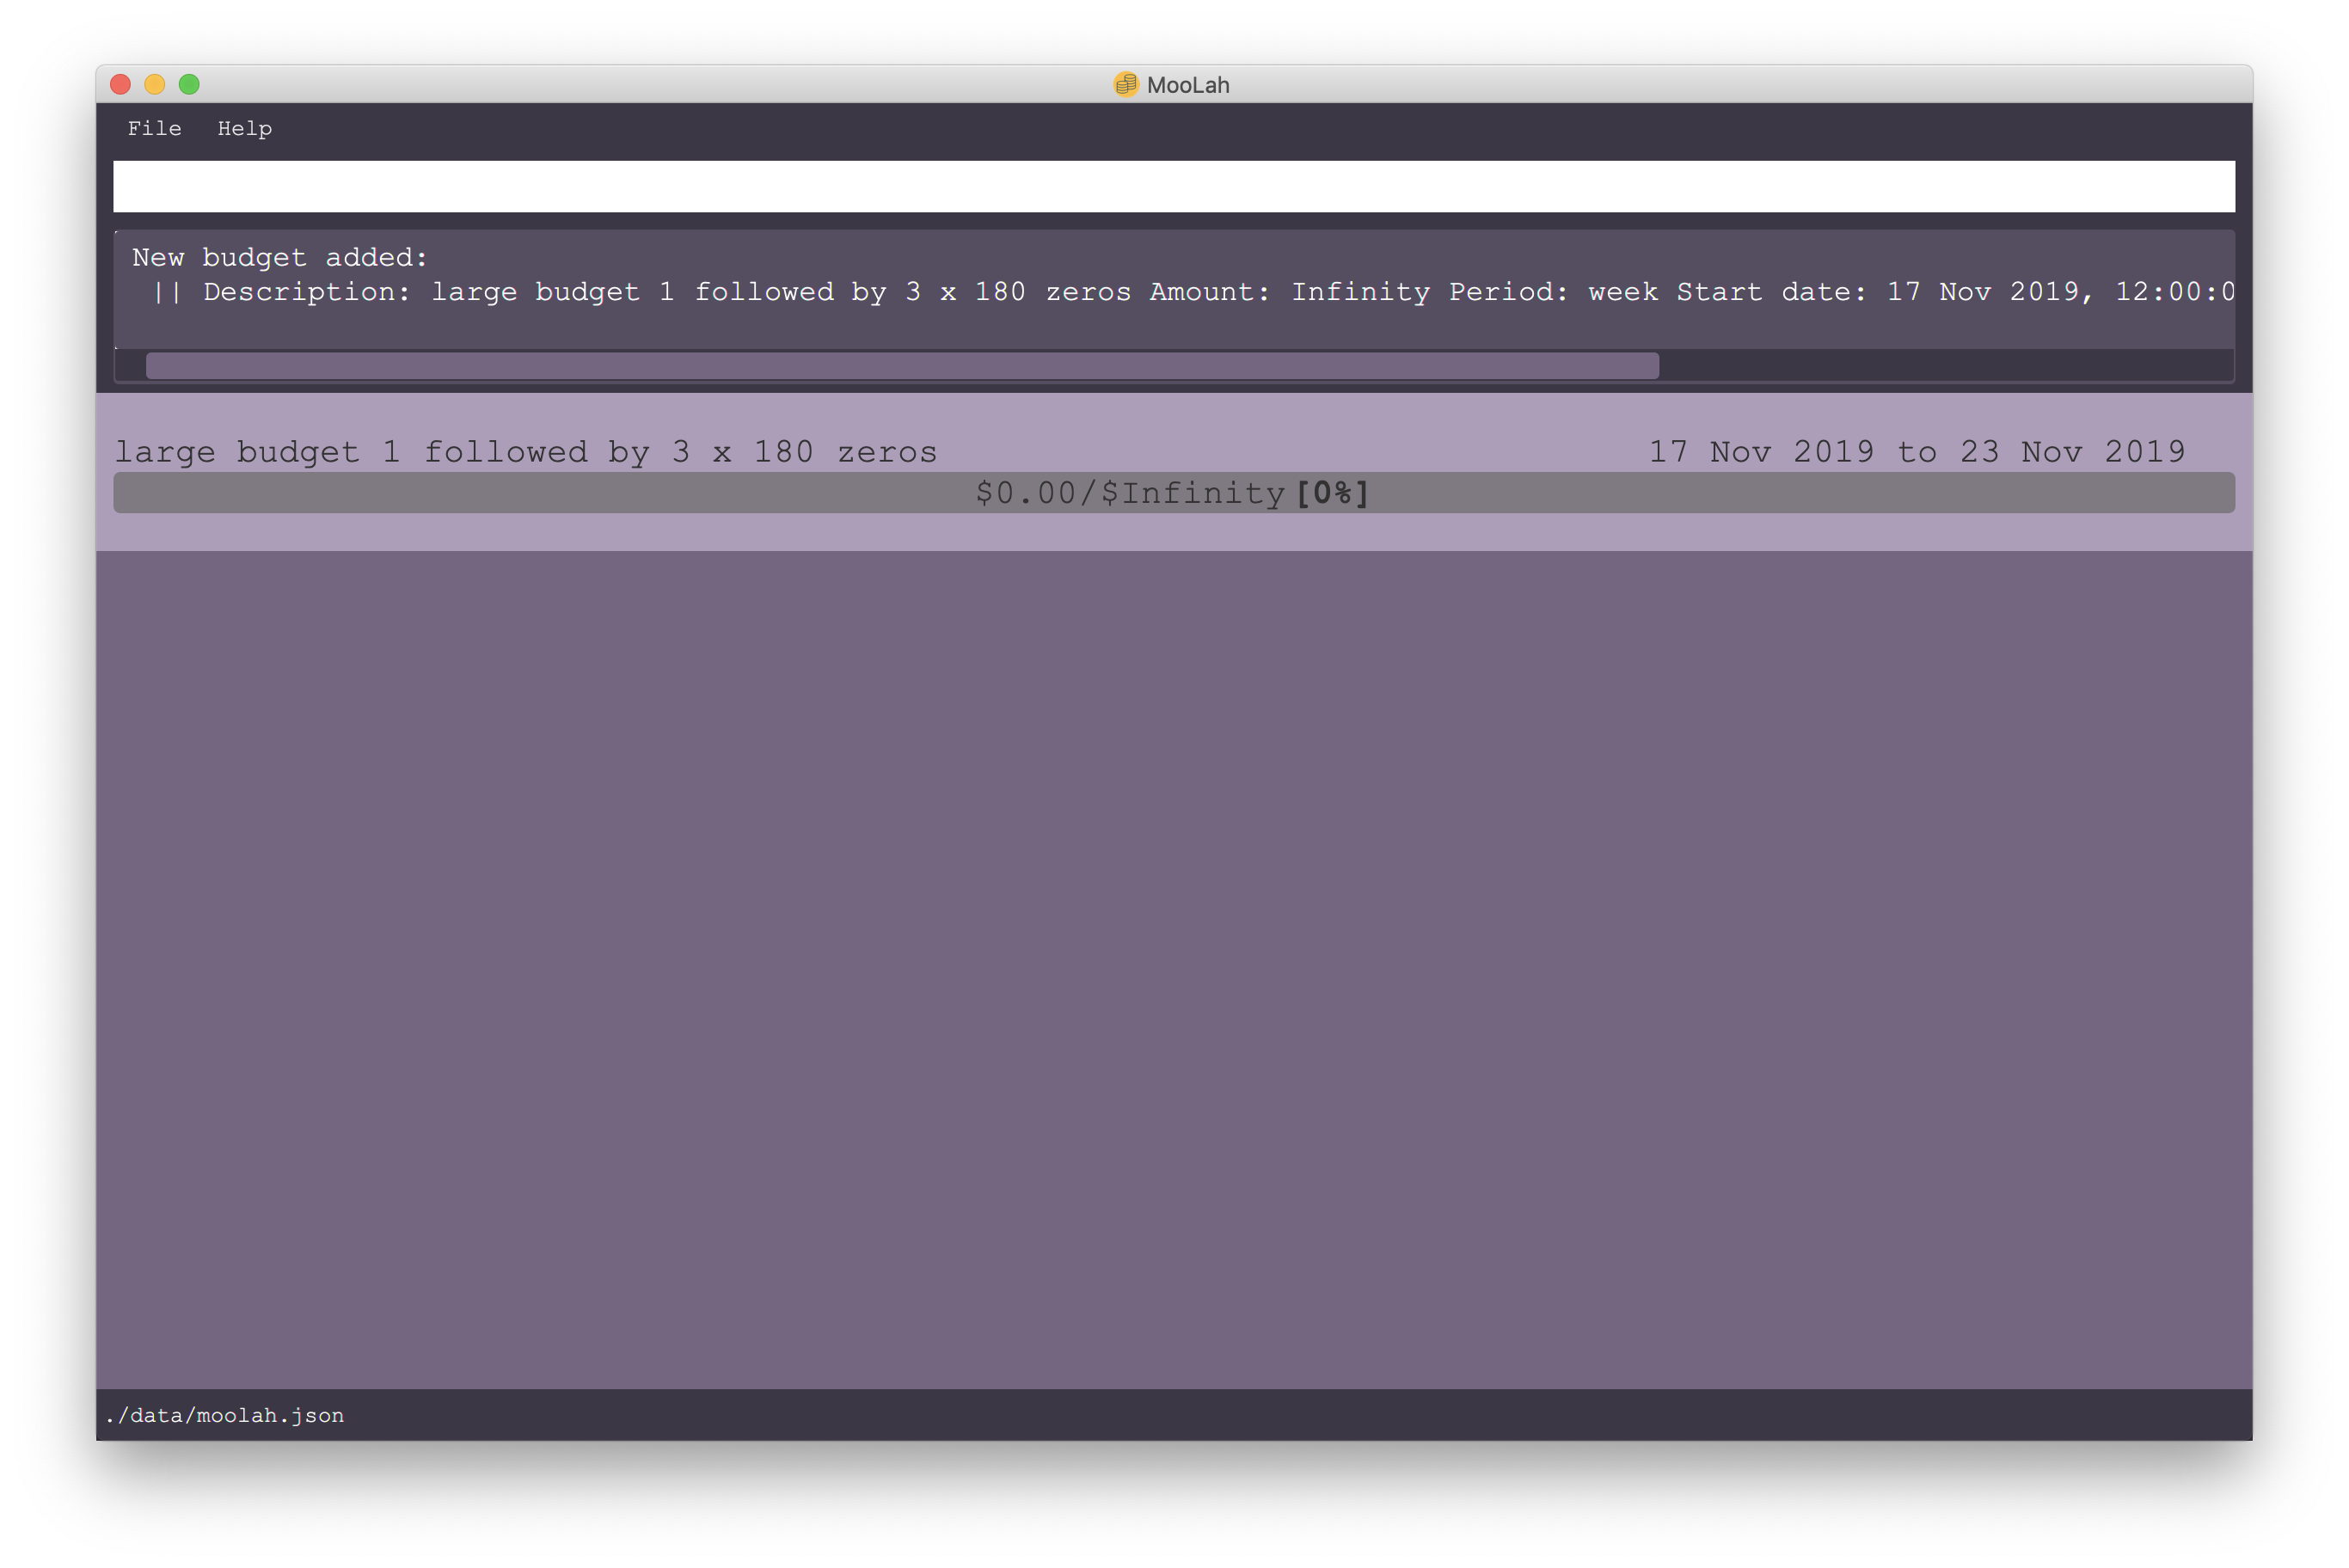 MooLah
File Help
New budget added:
|| Description: large budget 1 followed by 3 x 180 zeros Amount: Infinity Period: week Start date: 17 Nov 2019, 12:00:0
large budget 1 followed by 3 x 180 zeros 17 Nov 2019 to 23 Nov 2019
$0.00/$Infinity [0%]
./data/moolah.json